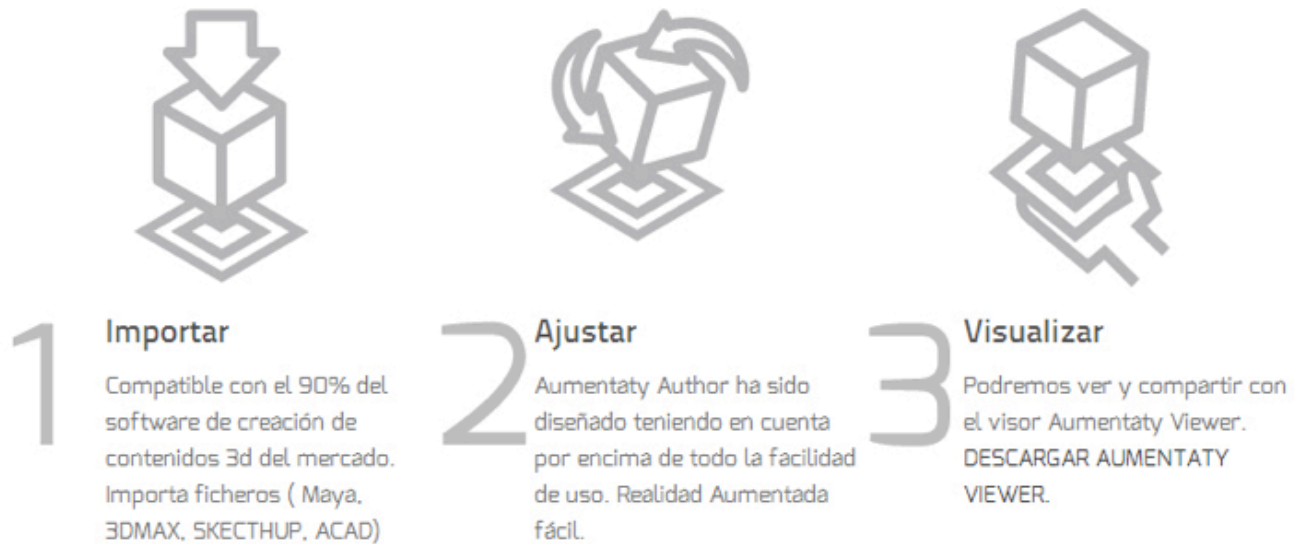 1
Importar
Compatible con el 90% del
software de creación de
contenidos 3d del mercado.
Importa ficheros ( Maya,
3DMAX, SKECTHUP, ACAD)
2
Ajustar
Aumentaty Author ha sido
diseñado teniendo en cuenta
por encima de todo la facilidad
de uso. Realidad Aumentada
fácil.
3
Visualizar
Podremos ver y compartir con
el visor Aumentaty Viewer.
DESCARGAR AUMENTATY
VIEWER.